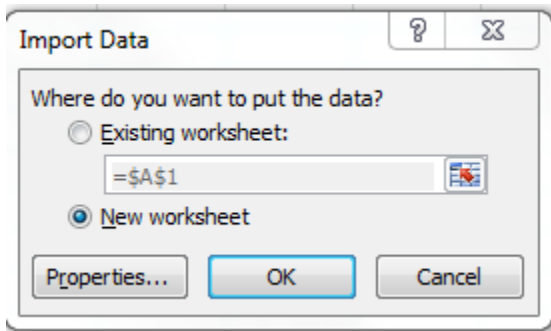 Import Data
Where do you want to put the data?
Existing worksheet:
=$A$1
New worksheet
Properties... OK Cancel